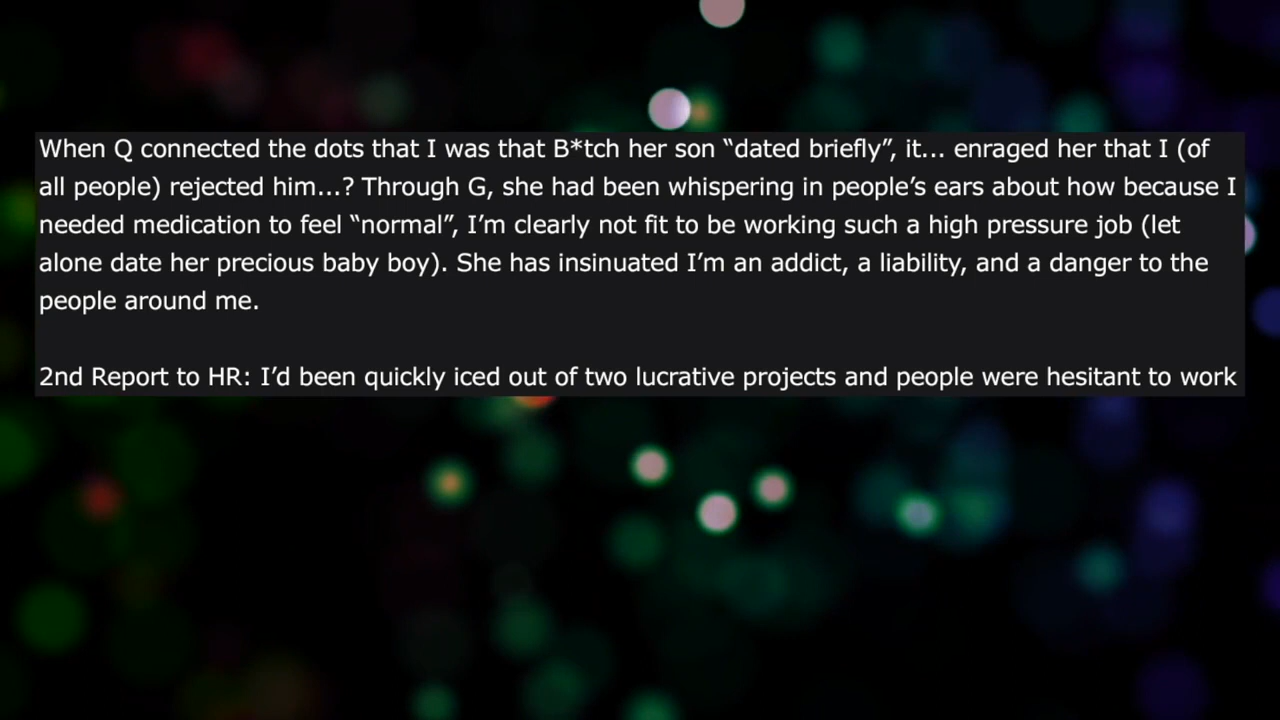 When Q connected the dots that I was that B*tch her son “dated briefly”, it... enraged her that I (of
all people) rejected him...? Through G, she had been whispering in people’s ears about how because I
needed medication to feel “normal”, I’m clearly not fit to be working such a high pressure job (let
alone date her precious baby boy). She has insinuated I’m an addict, a liability, and a danger to the
people around me.
2nd Report to HR: I’d been quickly iced out of two lucrative projects and people were hesitant to work